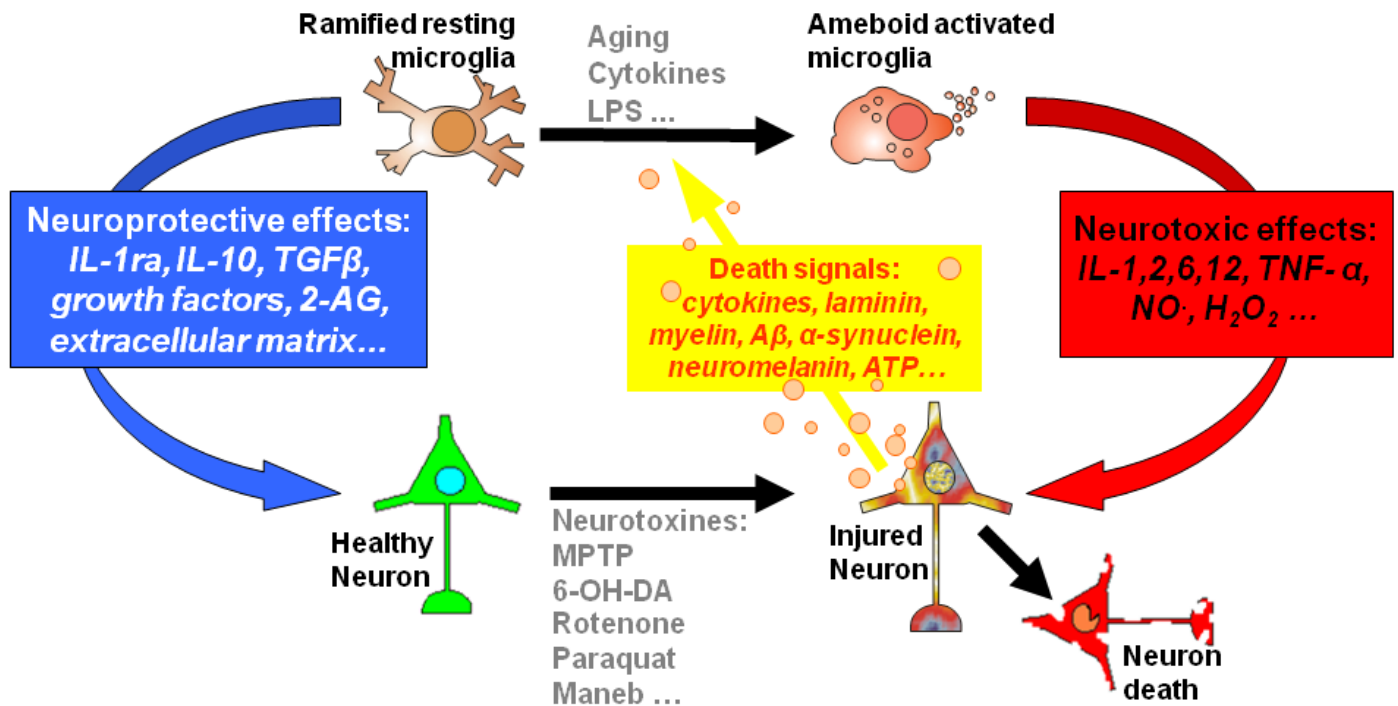 Ramified resting
microglia
Aging
Cytokines
LPS ...
Ameboid activated
microglia
Neuroprotective effects:
IL-1ra, IL-10, TGFβ,
growth factors, 2-AG,
extracellular matrix...
Death signals:
cytokines, laminin,
myelin, Aβ, α-synuclein,
neuromelanin, ATP...
Neurotoxic effects:
IL-1,2,6,12, TNF- α,
NO·, H₂O₂ ...
Healthy
Neuron
Neurotoxines:
MPTP
6-OH-DA
Rotenone
Paraquat
Maneb ...
Injured
Neuron
Neuron
death